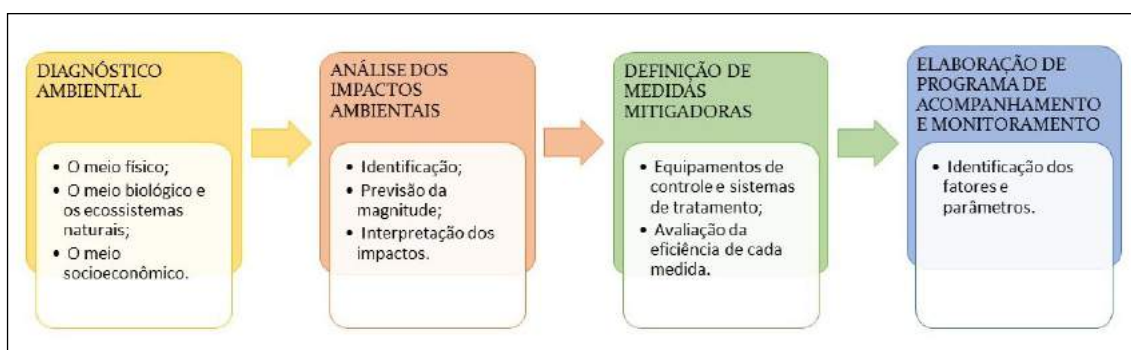 DIAGNÓSTICO
AMBIENTAL
• O meio físico;
• O meio biológico e
os ecossistemas
naturais;
• O meio
socioeconômico.
ANÁLISE DOS
IMPACTOS
AMBIENTAIS
• Identificação;
• Previsão da
magnitude;
• Interpretação dos
impactos.
DEFINIÇÃO DE
MEDIDAS
MITIGADORAS
• Equipamentos de
controle e sistemas
de tratamento;
• Avaliação da
eficiência de cada
medida.
ELABORAÇÃO DE
PROGRAMA DE
ACOMPANHAMENTO
E MONITORAMENTO
• Identificação dos
fatores e
parâmetros.